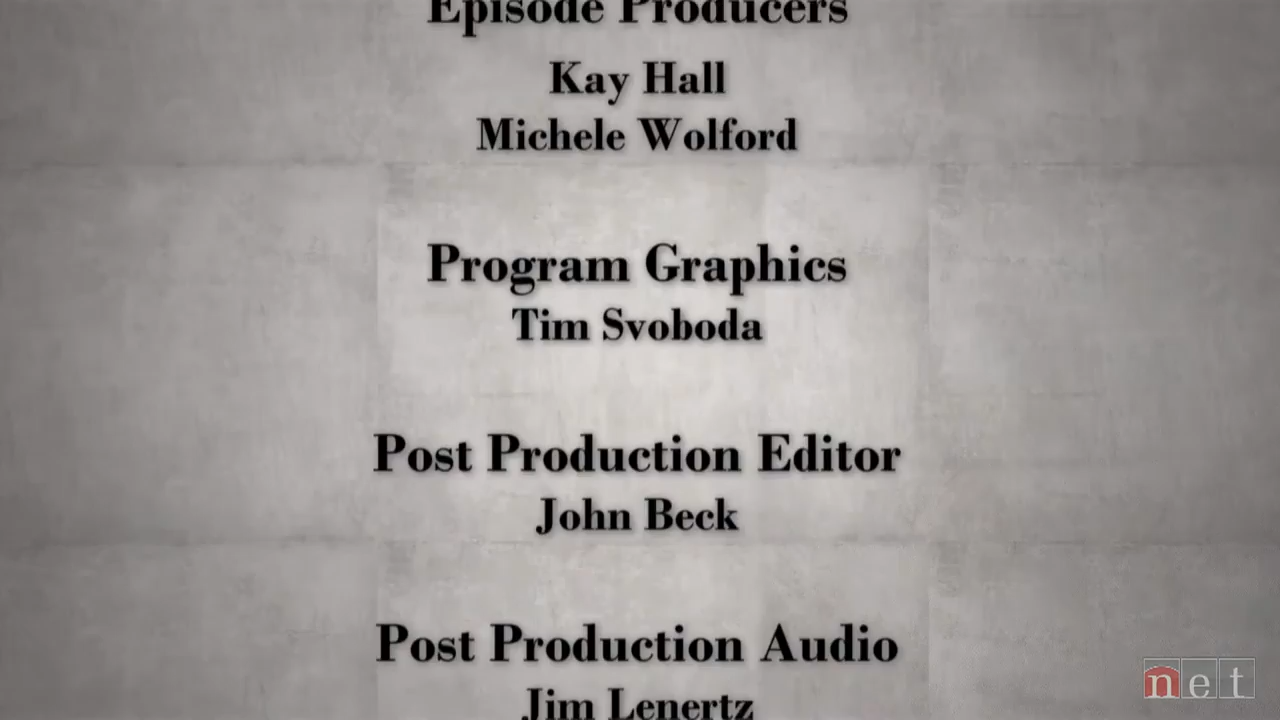 Episode Producers
Kay Hall
Michele Wolford
Program Graphics
Tim Svoboda
Post Production Editor
John Beck
Post Production Audio
Jim Lenertz
net